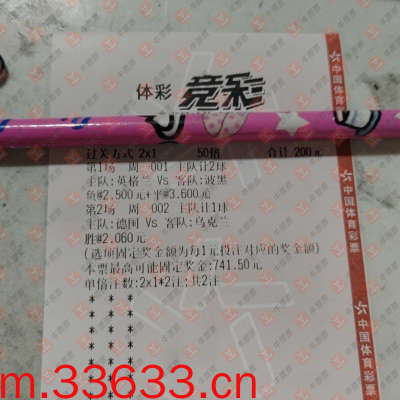 体彩 竞彩
过关方式 2x1 50倍 合计 200元
第1场 周一001 主队让2球
主队:英格兰 Vs 客队:波黑
负#2.500元+平#3.600元
第2场 周一002 主队让1球
主队:德国 Vs 客队:乌克兰
胜#2.060元
(选项固定奖金额为每1元投注对应的奖金额)
本票最高可能固定奖金:741.50元
单倍注数:2x1*2注;共2注
* * *
* * *
* * *
* * *
* * *
* * *
中国体育彩票
中国体育彩票
中国体育彩票
m.33633.cn